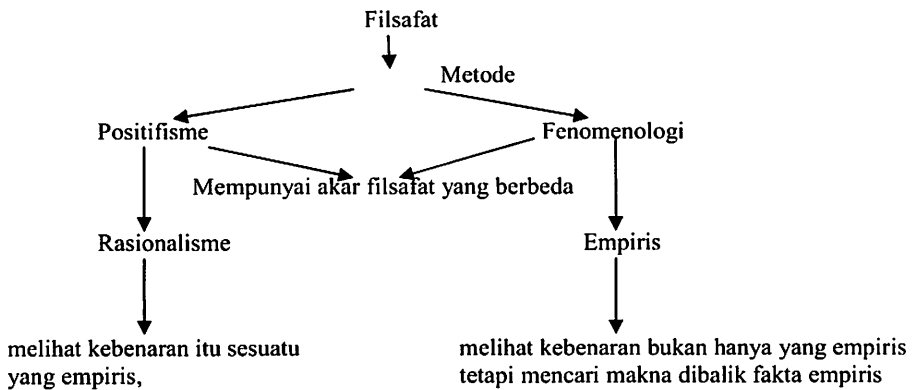 Filsafat
Metode
Positifisme
Fenomenologi
Mempunyai akar filsafat yang berbeda
Rasionalisme
Empiris
melihat kebenaran itu sesuatu
yang empiris,
melihat kebenaran bukan hanya yang empiris
tetapi mencari makna dibalik fakta empiris